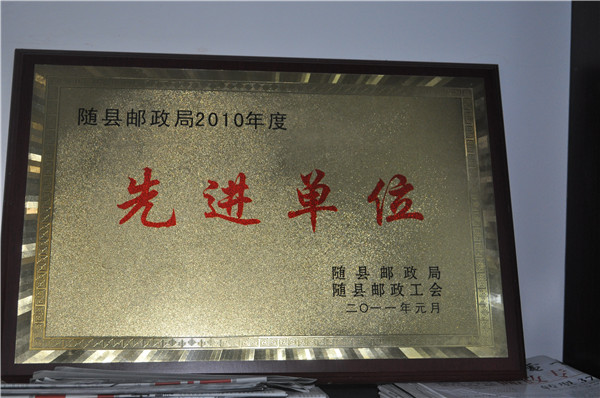 随县邮政局2010年度
先进单位
随县邮政局
随县邮政工会
二〇一一年元月